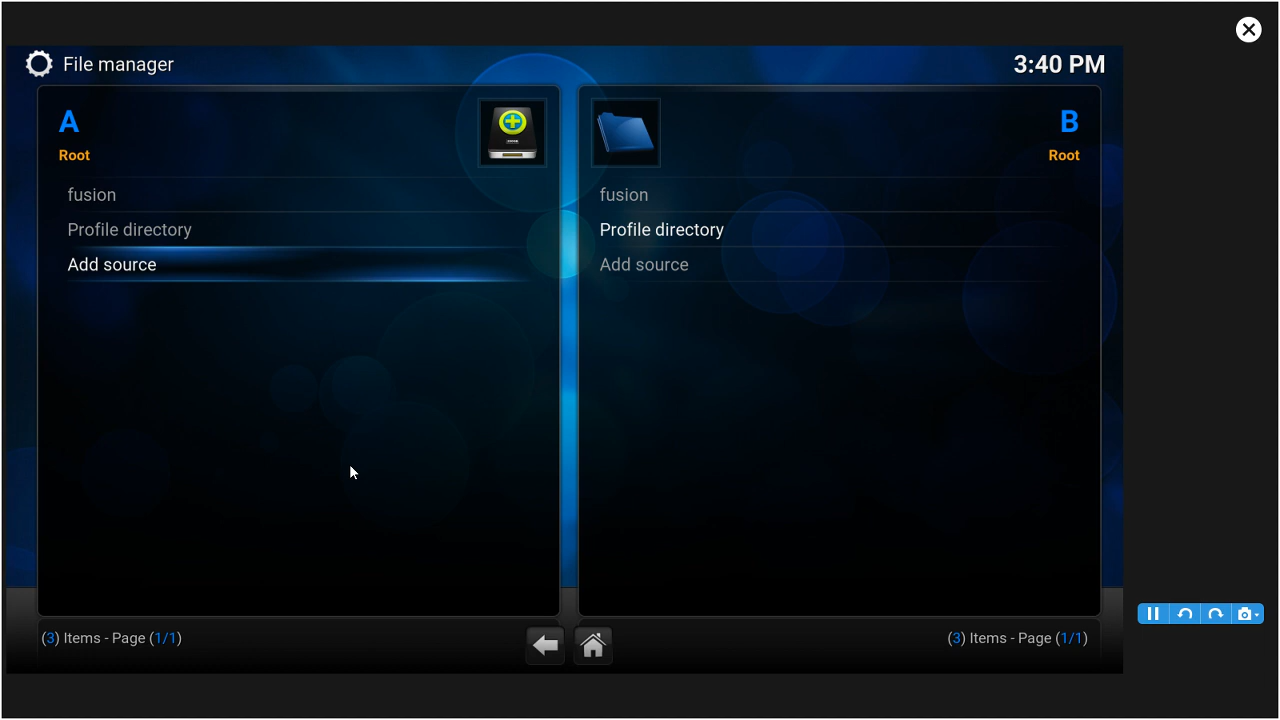 File manager
3:40 PM
A
Root
fusion
Profile directory
Add source
B
Root
fusion
Profile directory
Add source
(3) Items - Page (1/1)
(3) Items - Page (1/1)